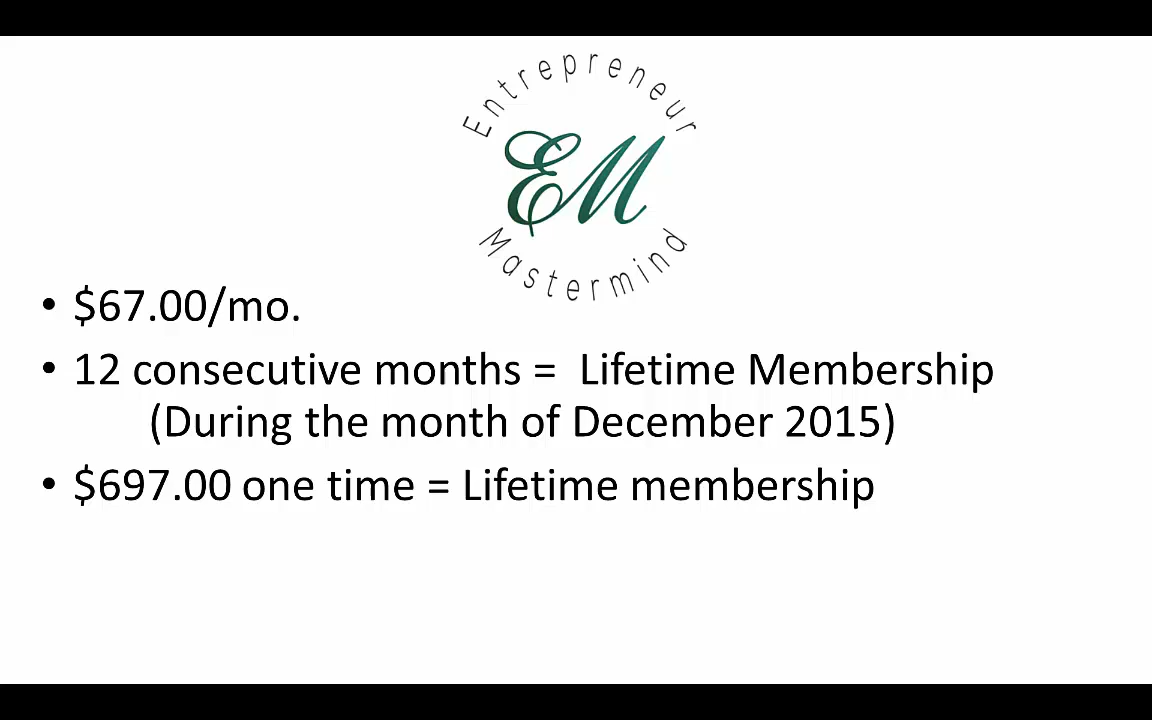 Entrepreneur
EM
Mastermind
• $67.00/mo.
• 12 consecutive months =  Lifetime Membership
(During the month of December 2015)
• $697.00 one time = Lifetime membership